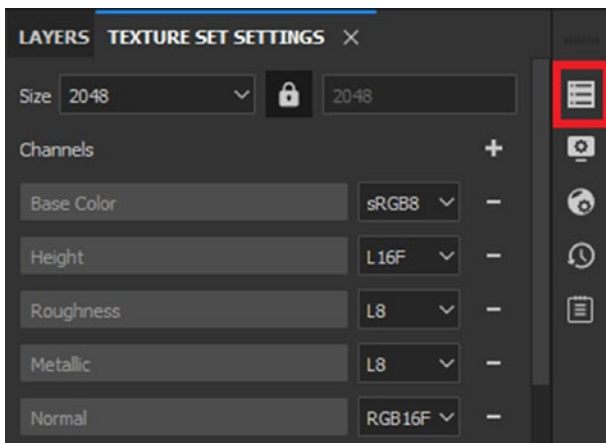 LAYERS TEXTURE SET SETTINGS
Size 2048 2048
Channels
Base Color sRGB8
Height L16F
Roughness L8
Metallic L8
Normal RGB16F